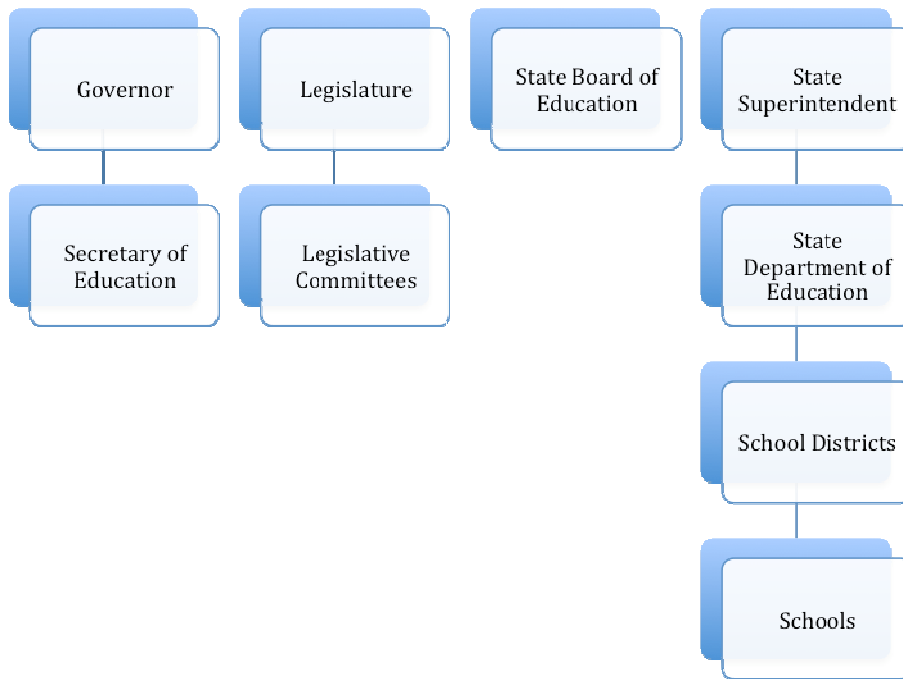 Governor
Legislature
State Board of
Education
State
Superintendent
Secretary of
Education
Legislative
Committees
State
Department of
Education
School Districts
Schools